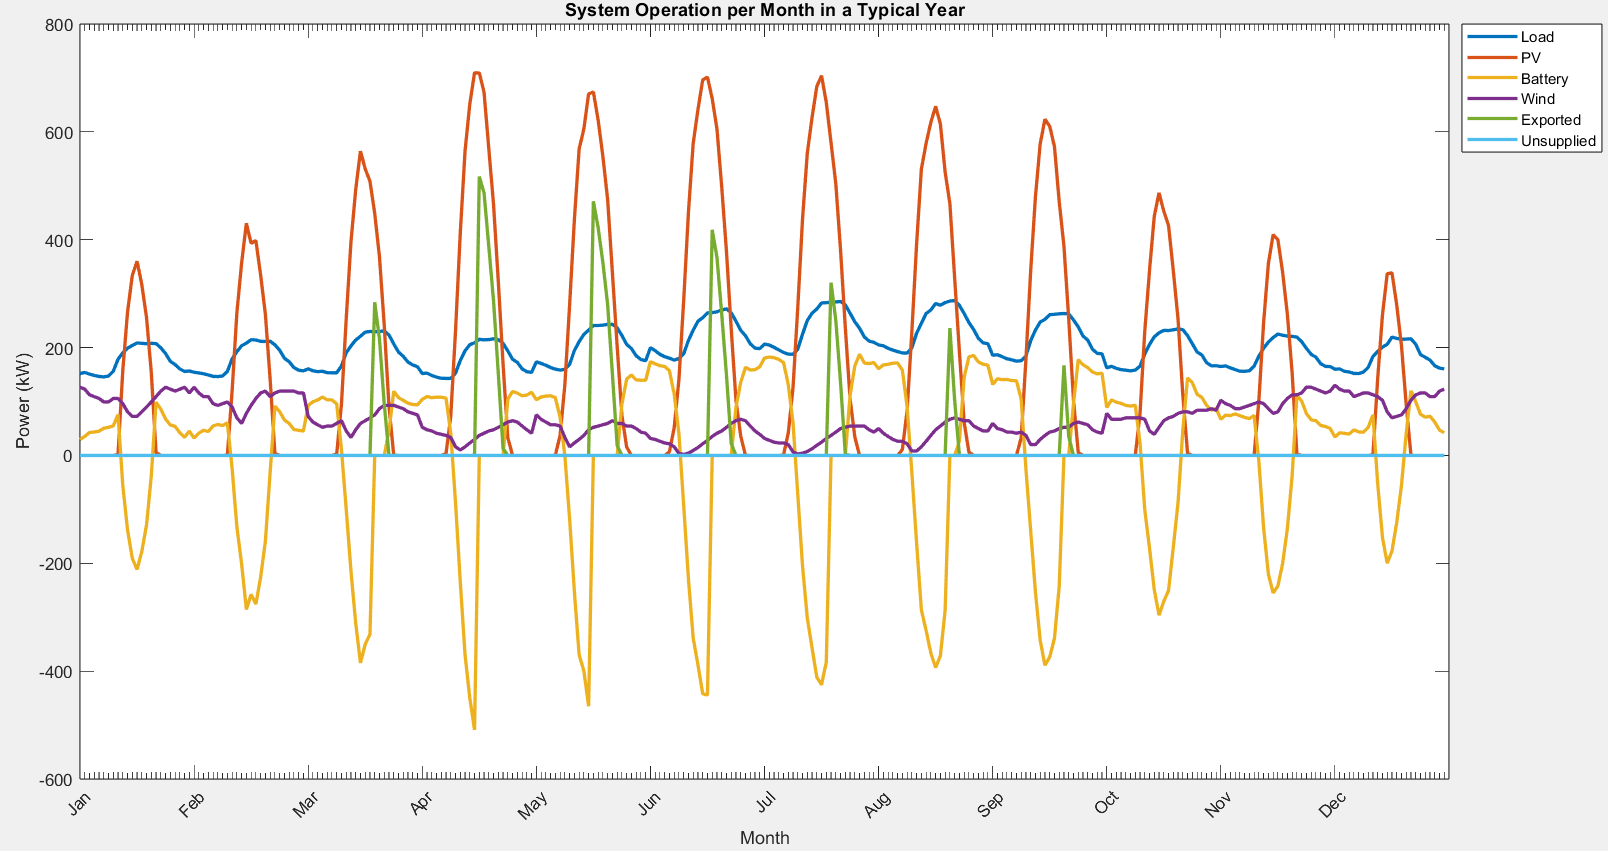 System Operation per Month in a Typical Year
800
600
400
200
0
-200
-400
-600
Power (kW)
Jan
Feb
Mar
Apr
May
Jun
Jul
Aug
Sep
Oct
Nov
Dec
Month
Load
PV
Battery
Wind
Exported
Unsupplied